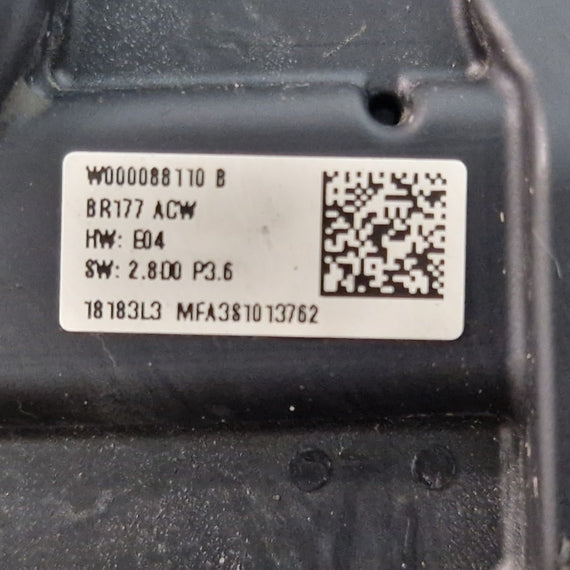 W000088110 B
BR177 ACW
HW: E04
SW: 2.8D0 P3.6
18183L3 MFA381013762